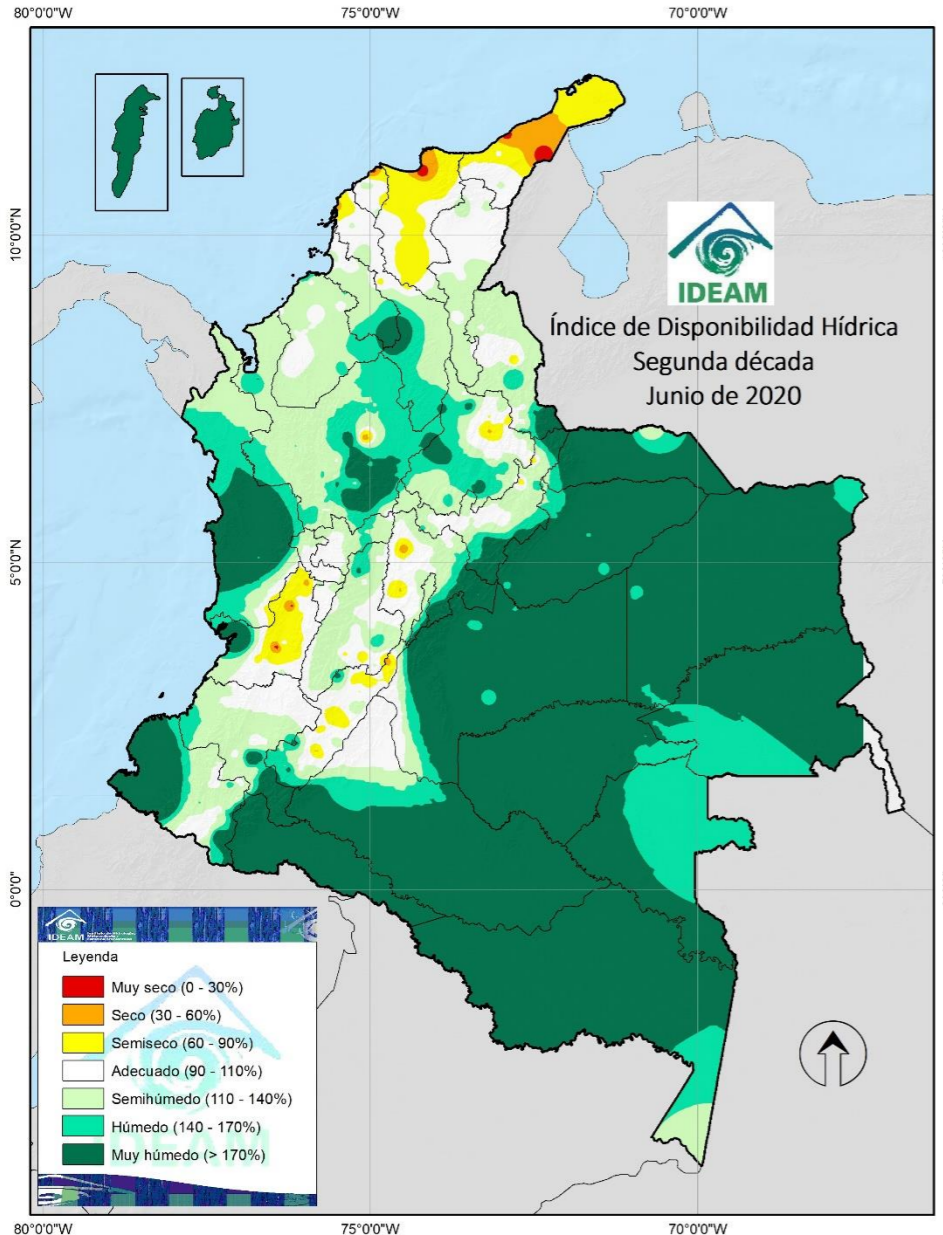 80°0'0"W 75°0'0"W 70°0'0"W
10°0'0"N
IDEAM
Índice de Disponibilidad Hídrica
Segunda década
Junio de 2020
5°0'0"N
0°0'0"
IDEAM
Leyenda
Muy seco (0 - 30%)
Seco (30 - 60%)
Semiseco (60 - 90%)
Adecuado (90 - 110%)
Semihúmedo (110 - 140%)
Húmedo (140 - 170%)
Muy húmedo (> 170%)
IDEAM
80°0'0"W 75°0'0"W 70°0'0"W